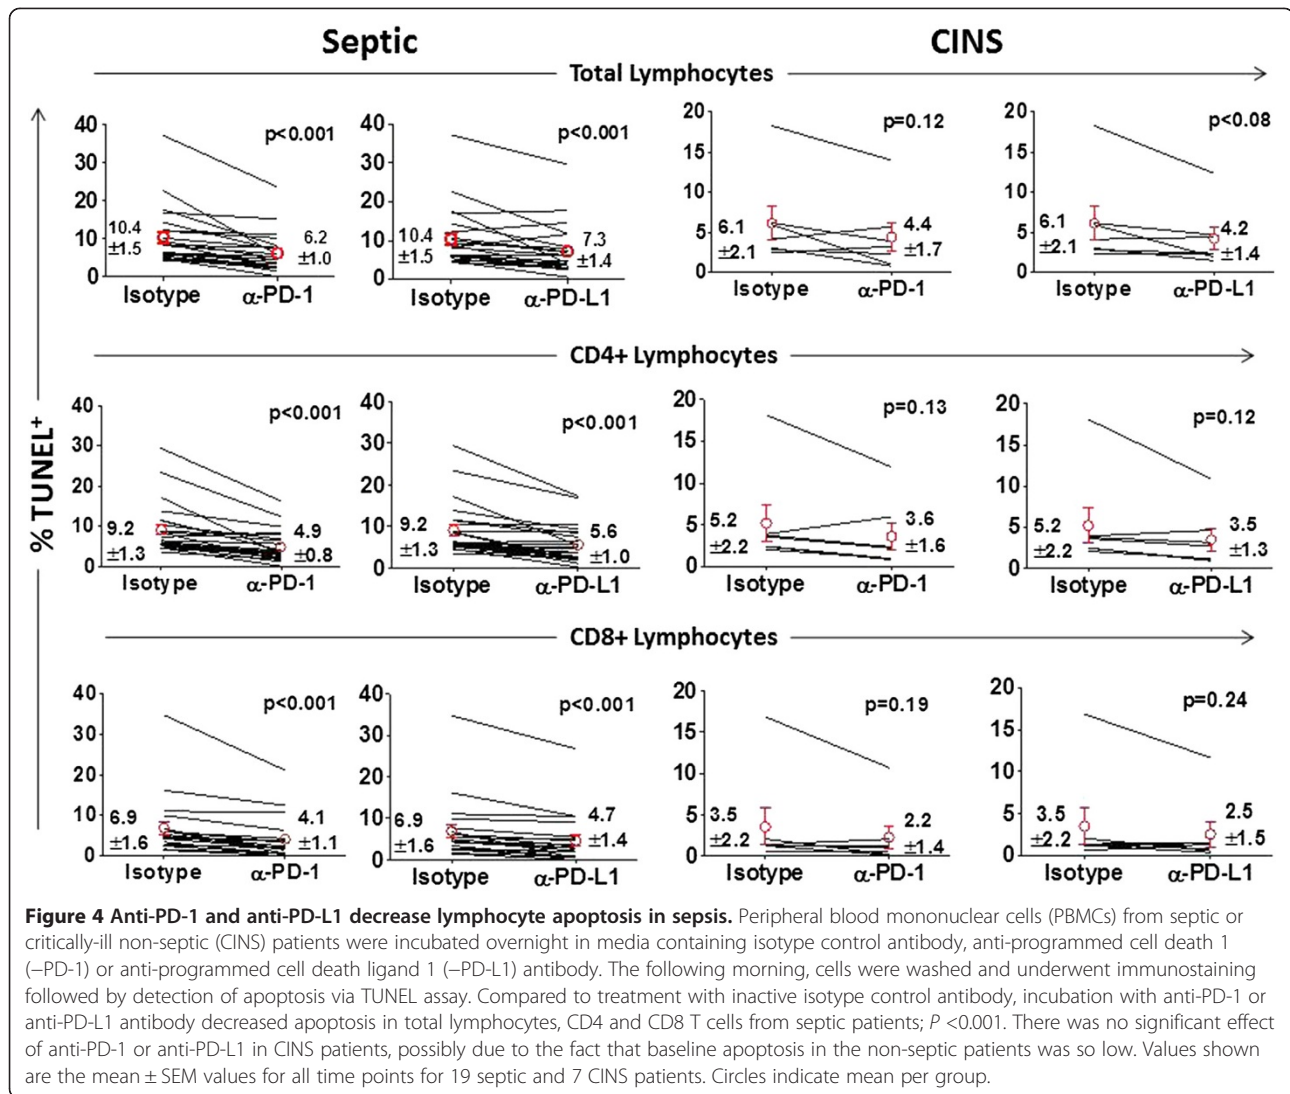 Septic CINS
Total Lymphocytes
% TUNEL+
40 30 20 10 0
p<0.001
10.4 ±1.5
6.2 ±1.0
Isotype α-PD-1
40 30 20 10 0
p<0.001
10.4 ±1.5
7.3 ±1.4
Isotype α-PD-L1
20 15 10 5 0
p=0.12
6.1 ±2.1
4.4 ±1.7
Isotype α-PD-1
20 15 10 5 0
p<0.08
6.1 ±2.1
4.2 ±1.4
Isotype α-PD-L1
CD4+ Lymphocytes
40 30 20 10 0
p<0.001
9.2 ±1.3
4.9 ±0.8
Isotype α-PD-1
40 30 20 10 0
p<0.001
9.2 ±1.3
5.6 ±1.0
Isotype α-PD-L1
20 15 10 5 0
p=0.13
5.2 ±2.2
3.6 ±1.6
Isotype α-PD-1
20 15 10 5 0
p=0.12
5.2 ±2.2
3.5 ±1.3
Isotype α-PD-L1
CD8+ Lymphocytes
40 30 20 10 0
p<0.001
6.9 ±1.6
4.1 ±1.1
Isotype α-PD-1
40 30 20 10 0
p<0.001
6.9 ±1.6
4.7 ±1.4
Isotype α-PD-L1
20 15 10 5 0
p=0.19
3.5 ±2.2
2.2 ±1.4
Isotype α-PD-1
20 15 10 5 0
p=0.24
3.5 ±2.2
2.5 ±1.5
Isotype α-PD-L1
Figure 4 Anti-PD-1 and anti-PD-L1 decrease lymphocyte apoptosis in sepsis. Peripheral blood mononuclear cells (PBMCs) from septic or
critically-ill non-septic (CINS) patients were incubated overnight in media containing isotype control antibody, anti-programmed cell death 1
(−PD-1) or anti-programmed cell death ligand 1 (−PD-L1) antibody. The following morning, cells were washed and underwent immunostaining
followed by detection of apoptosis via TUNEL assay. Compared to treatment with inactive isotype control antibody, incubation with anti-PD-1 or
anti-PD-L1 antibody decreased apoptosis in total lymphocytes, CD4 and CD8 T cells from septic patients; P <0.001. There was no significant effect
of anti-PD-1 or anti-PD-L1 in CINS patients, possibly due to the fact that baseline apoptosis in the non-septic patients was so low. Values shown
are the mean ± SEM values for all time points for 19 septic and 7 CINS patients. Circles indicate mean per group.